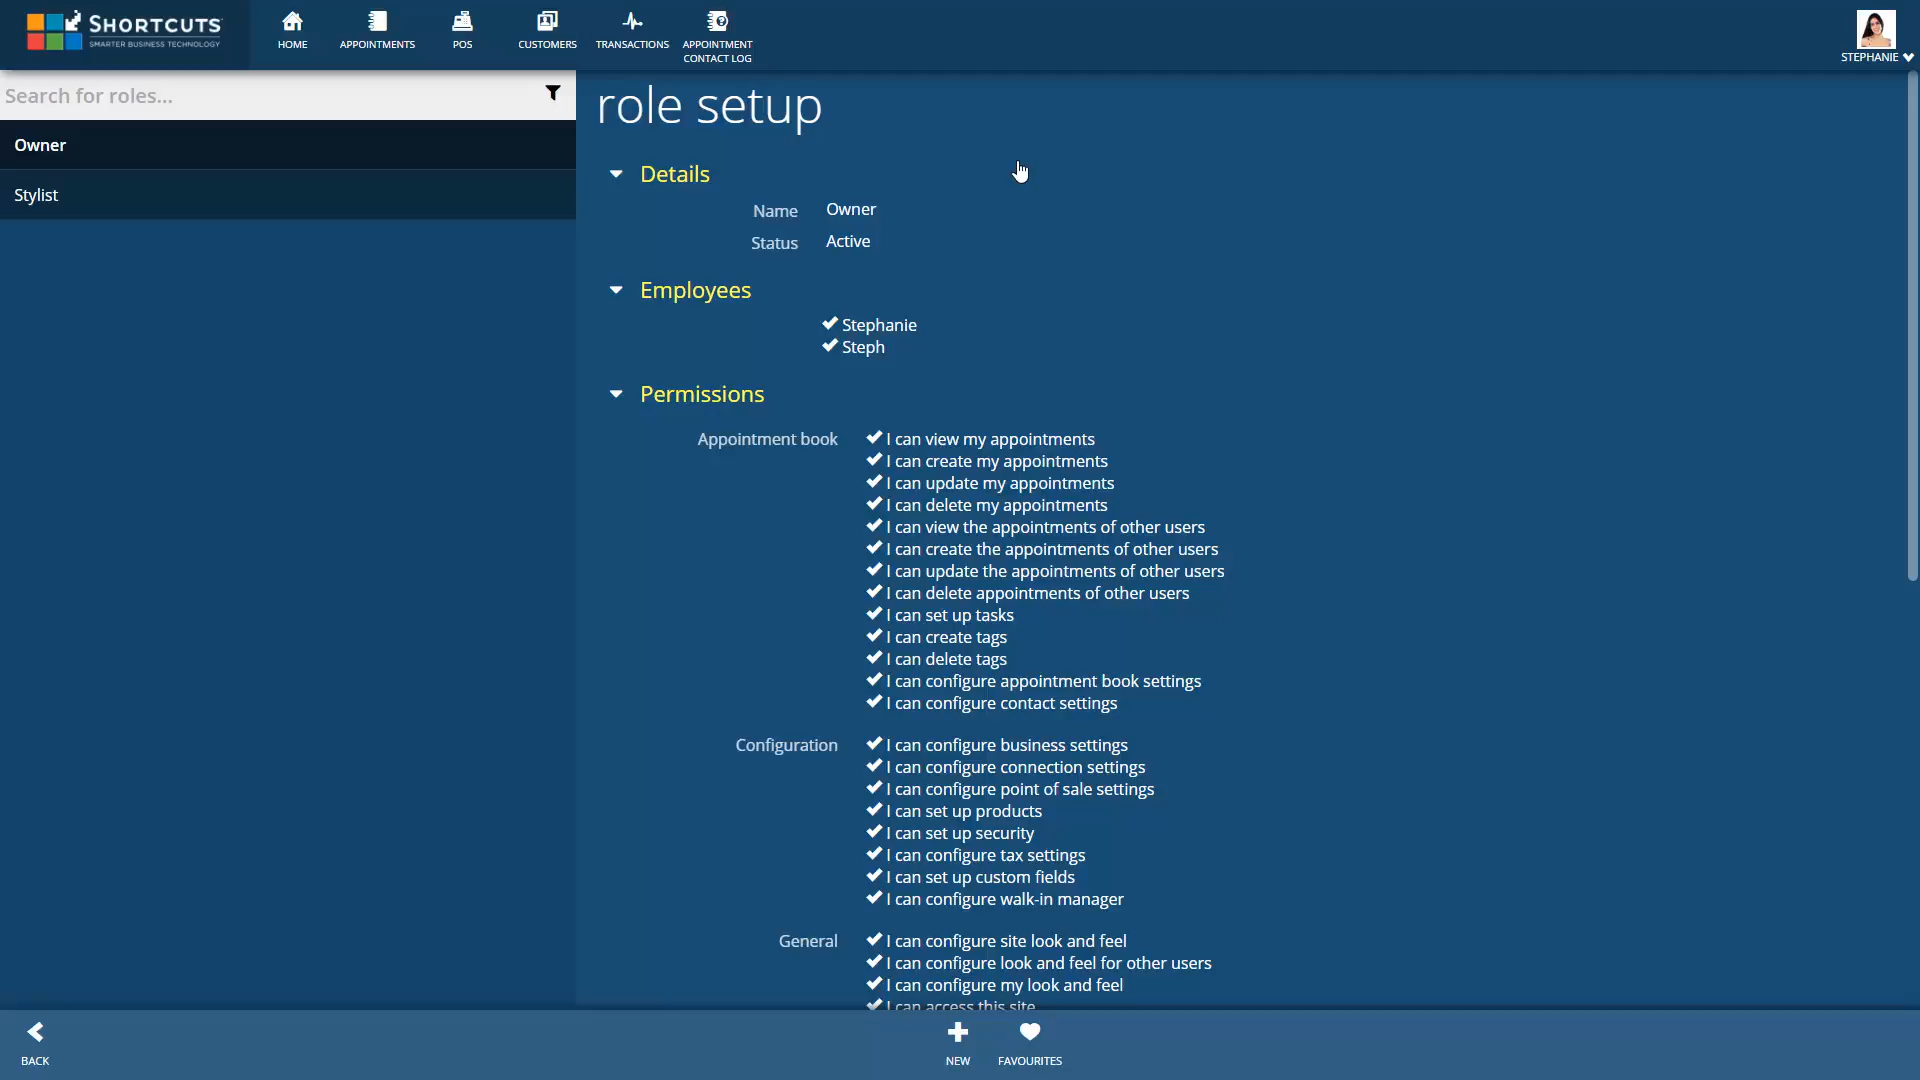 SHORTCUTS
SMARTER BUSINESS TECHNOLOGY
HOME
APPOINTMENTS
POS
CUSTOMERS
TRANSACTIONS
APPOINTMENT
CONTACT LOG
STEPHANIE
Search for roles...
Owner
Stylist
role setup
Details
Name Owner
Status Active
Employees
Stephanie
Steph
Permissions
Appointment book I can view my appointments
I can create my appointments
I can update my appointments
I can delete my appointments
I can view the appointments of other users
I can create the appointments of other users
I can update the appointments of other users
I can delete appointments of other users
I can set up tasks
I can create tags
I can delete tags
I can configure appointment book settings
I can configure contact settings
Configuration I can configure business settings
I can configure connection settings
I can configure point of sale settings
I can set up products
I can set up security
I can configure tax settings
I can set up custom fields
I can configure walk-in manager
General I can configure site look and feel
I can configure look and feel for other users
I can configure my look and feel
I can access this site
BACK
NEW
FAVOURITES